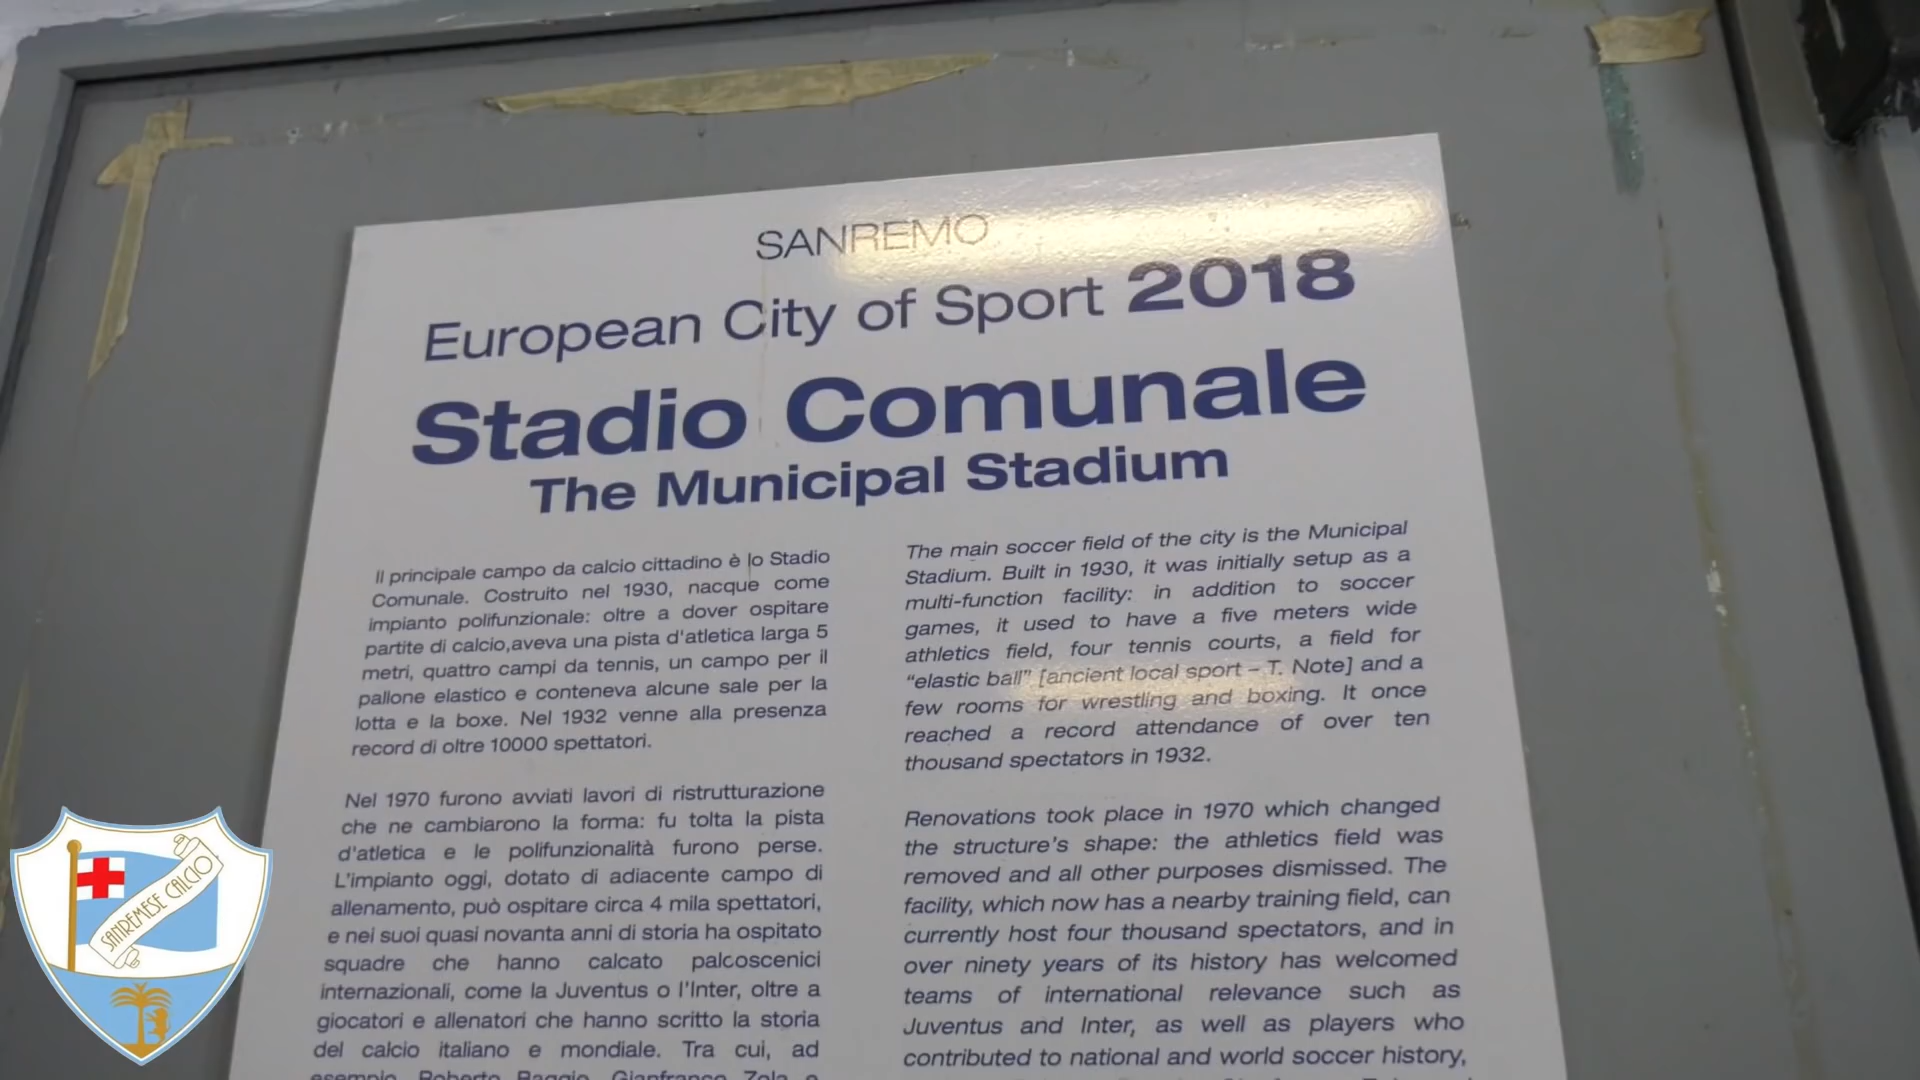 SANREMO
European City of Sport 2018
Stadio Comunale
The Municipal Stadium
Il principale campo da calcio cittadino è lo Stadio
Comunale. Costruito nel 1930, nacque come
impianto polifunzionale: oltre a dover ospitare
partite di calcio,aveva una pista d'atletica larga 5
metri, quattro campi da tennis, un campo per il
pallone elastico e conteneva alcune sale per la
lotta e la boxe. Nel 1932 venne alla presenza
record di oltre 10000 spettatori.
Nel 1970 furono avviati lavori di ristrutturazione
che ne cambiarono la forma: fu tolta la pista
d'atletica e le polifunzionalità furono perse.
L'impianto oggi, dotato di adiacente campo di
allenamento, può ospitare circa 4 mila spettatori,
e nei suoi quasi novanta anni di storia ha ospitato
squadre che hanno calcato palcoscenici
internazionali, come la Juventus o l'Inter, oltre a
giocatori e allenatori che hanno scritto la storia
del calcio italiano e mondiale. Tra cui, ad
esempio, Roberto Baggio, Gianfranco Zola e
The main soccer field of the city is the Municipal
Stadium. Built in 1930, it was initially setup as a
multi-function facility: in addition to soccer
games, it used to have a five meters wide
athletics field, four tennis courts, a field for
“elastic ball” [ancient local sport – T. Note] and a
few rooms for wrestling and boxing. It once
reached a record attendance of over ten
thousand spectators in 1932.
Renovations took place in 1970 which changed
the structure's shape: the athletics field was
removed and all other purposes dismissed. The
facility, which now has a nearby training field, can
currently host four thousand spectators, and in
over ninety years of its history has welcomed
teams of international relevance such as
Juventus and Inter, as well as players who
contributed to national and world soccer history,
SANREMESE CALCIO